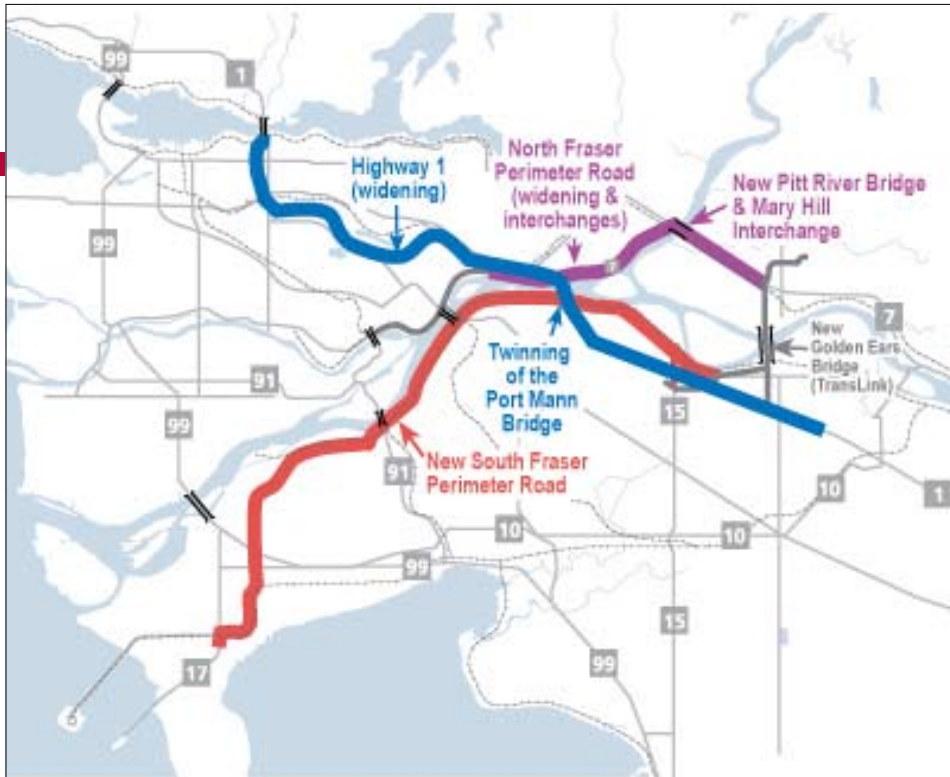 99
1
Highway 1
(widening)
North Fraser
Perimeter Road
(widening &
interchanges)
New Pitt River Bridge
& Mary Hill
Interchange
99
7
New
Golden Ears
Bridge
(TransLink)
Twinning
of the
Port Mann
Bridge
91
99
15
New South Fraser
Perimeter Road
91
10
1
10
10
99
15
99
17